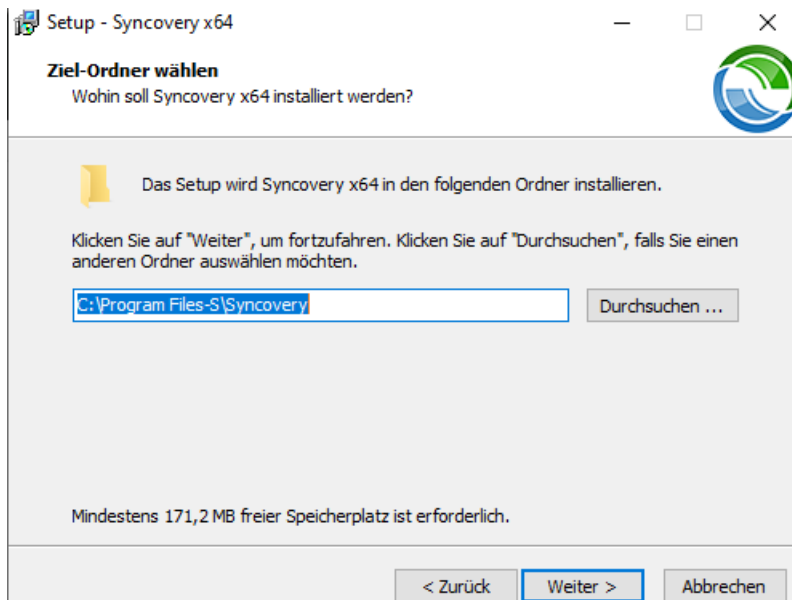 Setup - Syncovery x64
Ziel-Ordner wählen
Wohin soll Syncovery x64 installiert werden?
Das Setup wird Syncovery x64 in den folgenden Ordner installieren.
Klicken Sie auf "Weiter", um fortzufahren. Klicken Sie auf "Durchsuchen", falls Sie einen
anderen Ordner auswählen möchten.
C:\Program Files-S\Syncovery
Durchsuchen ...
Mindestens 171,2 MB freier Speicherplatz ist erforderlich.
< Zurück
Weiter >
Abbrechen